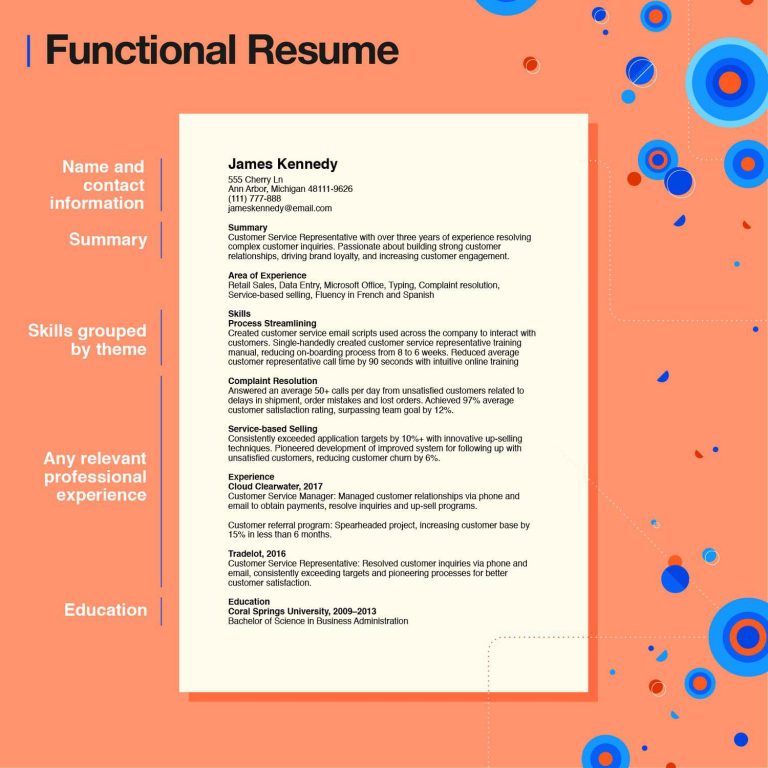 Functional Resume
Name and
contact
information
Summary
Skills grouped
by theme
Any relevant
professional
experience
Education
James Kennedy
555 Cherry Ln
Ann Arbor, Michigan 48111-9626
(111) 777-888
jameskennedy@email.com
Summary
Customer Service Representative with over three years of experience resolving
complex customer inquiries. Passionate about building strong customer
relationships, driving brand loyalty, and increasing customer engagement.
Area of Experience
Retail Sales, Data Entry, Microsoft Office, Typing, Complaint resolution,
Service-based selling, Fluency in French and Spanish
Skills
Process Streamlining
Created customer service email scripts used across the company to interact with
customers. Single-handedly created customer service representative training
manual, reducing on-boarding process from 8 to 6 weeks. Reduced average
customer representative call time by 90 seconds with intuitive online training
Complaint Resolution
Answered an average 50+ calls per day from unsatisfied customers related to
delays in shipment, order mistakes and lost orders. Achieved 97% average
customer satisfaction rating, surpassing team goal by 12%.
Service-based Selling
Consistently exceeded application targets by 10%+ with innovative up-selling
techniques. Pioneered development of improved system for following up with
unsatisfied customers, reducing customer churn by 6%.
Experience
Cloud Clearwater, 2017
Customer Service Manager: Managed customer relationships via phone and
email to obtain payments, resolve inquiries and up-sell programs.
Customer referral program: Spearheaded project, increasing customer base by
15% in less than 6 months.
Tradelot, 2016
Customer Service Representative: Resolved customer inquiries via phone and
email, consistently exceeding targets and pioneering processes for better
customer satisfaction.
Education
Coral Springs University, 2009–2013
Bachelor of Science in Business Administration